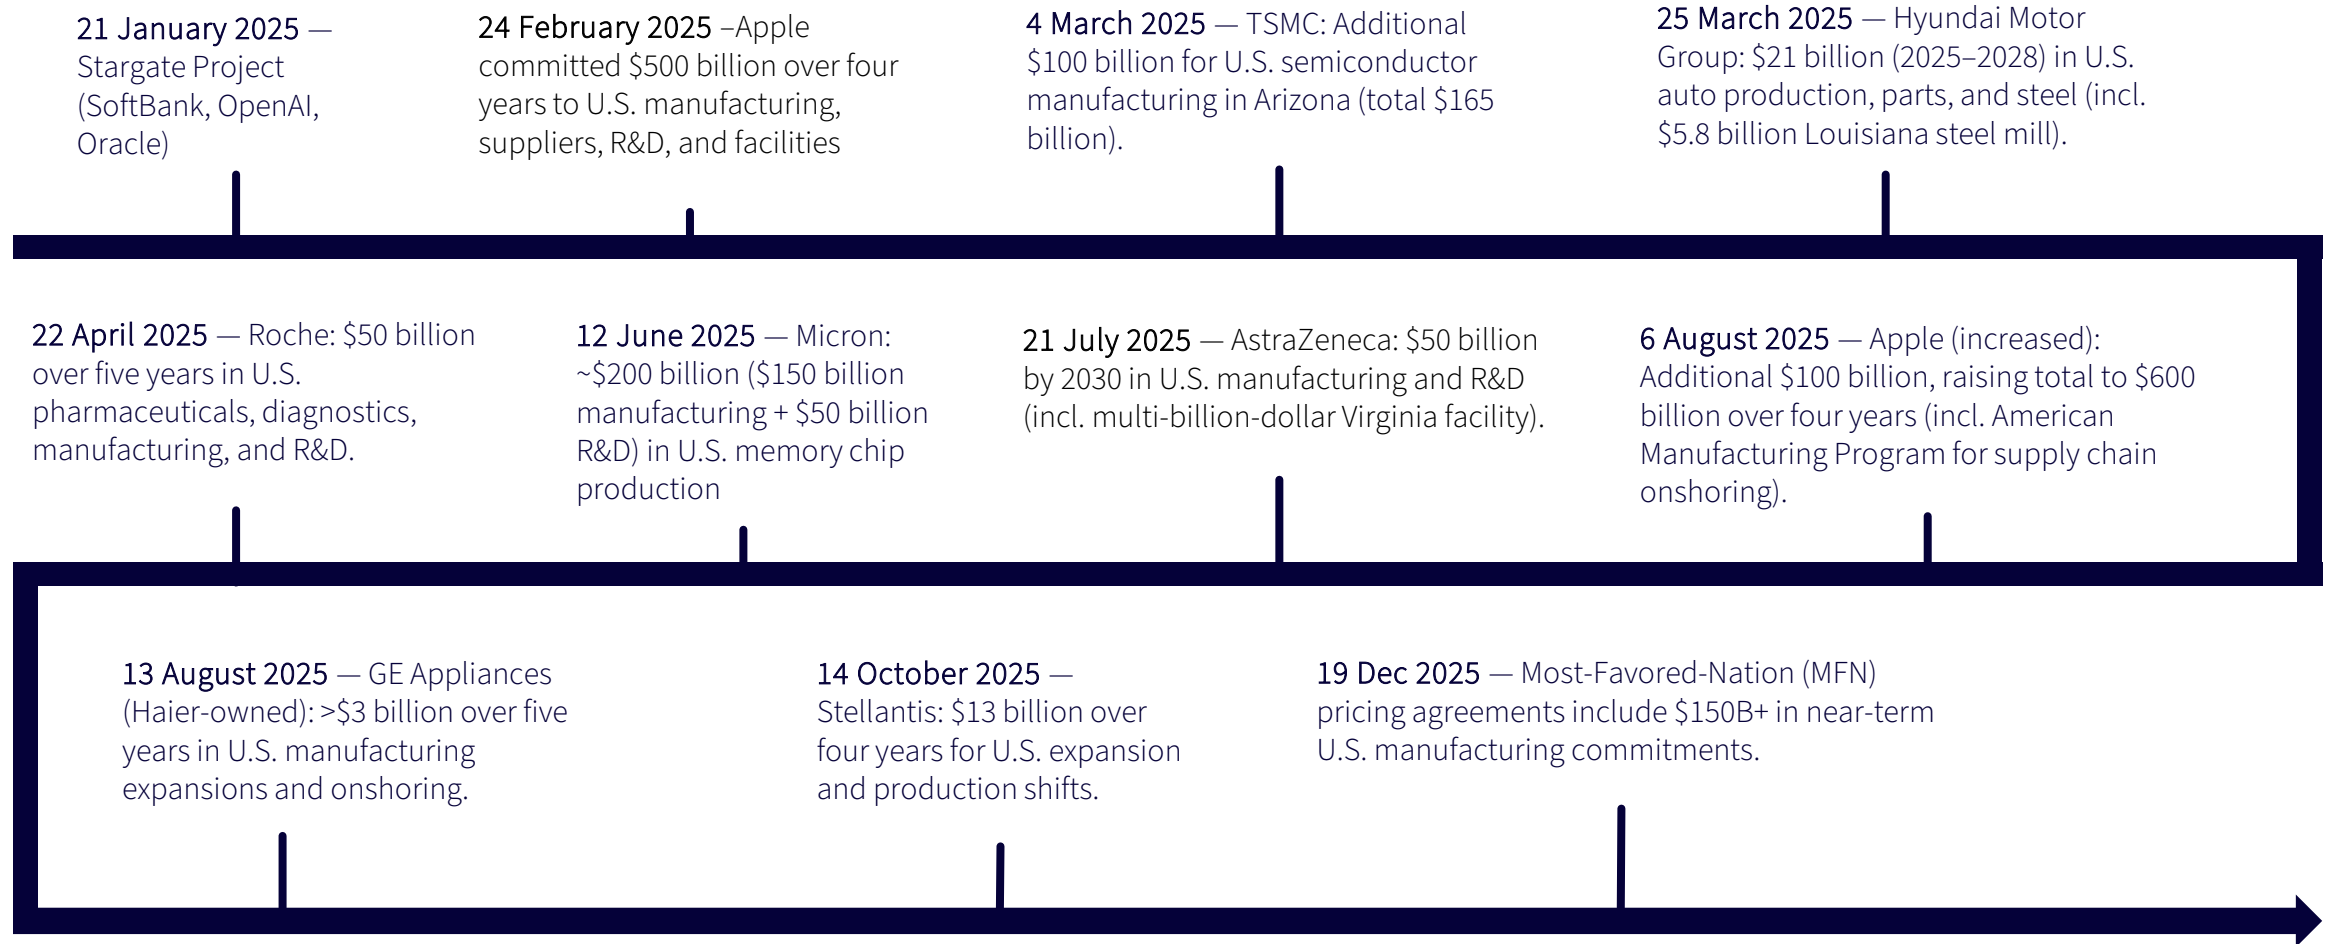 21 January 2025 —
Stargate Project
(SoftBank, OpenAI,
Oracle)
24 February 2025 –Apple
committed $500 billion over four
years to U.S. manufacturing,
suppliers, R&D, and facilities
4 March 2025 — TSMC: Additional
$100 billion for U.S. semiconductor
manufacturing in Arizona (total $165
billion).
25 March 2025 — Hyundai Motor
Group: $21 billion (2025–2028) in U.S.
auto production, parts, and steel (incl.
$5.8 billion Louisiana steel mill).
22 April 2025 — Roche: $50 billion
over five years in U.S.
pharmaceuticals, diagnostics,
manufacturing, and R&D.
12 June 2025 — Micron:
~$200 billion ($150 billion
manufacturing + $50 billion
R&D) in U.S. memory chip
production
21 July 2025 — AstraZeneca: $50 billion
by 2030 in U.S. manufacturing and R&D
(incl. multi-billion-dollar Virginia facility).
6 August 2025 — Apple (increased):
Additional $100 billion, raising total to $600
billion over four years (incl. American
Manufacturing Program for supply chain
onshoring).
13 August 2025 — GE Appliances
(Haier-owned): >$3 billion over five
years in U.S. manufacturing
expansions and onshoring.
14 October 2025 —
Stellantis: $13 billion over
four years for U.S. expansion
and production shifts.
19 Dec 2025 — Most-Favored-Nation (MFN)
pricing agreements include $150B+ in near-term
U.S. manufacturing commitments.